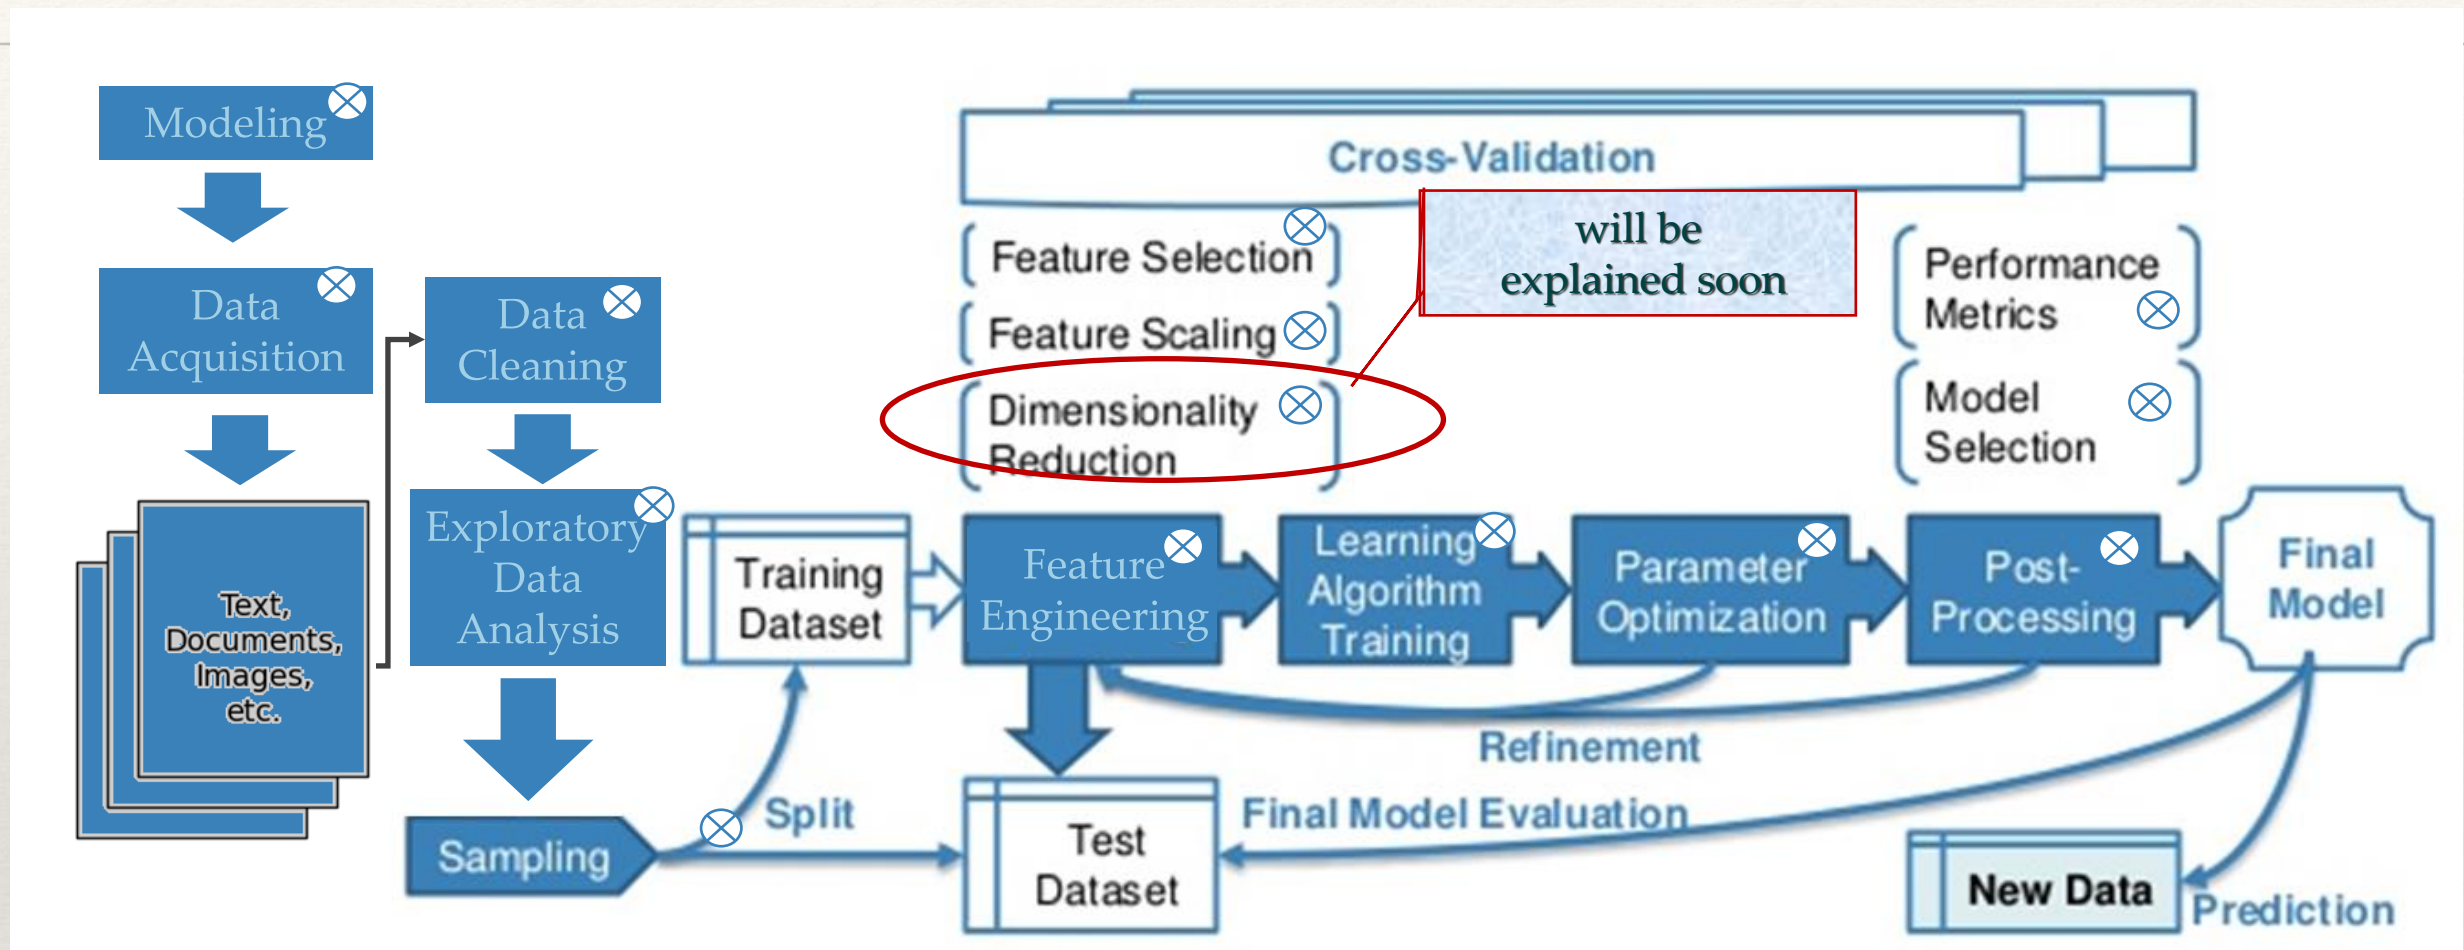 Modeling
Data
Acquisition
Text,
Documents,
Images,
etc.
Data
Cleaning
Exploratory
Data
Analysis
Sampling
Split
Training
Dataset
Cross-Validation
Feature Selection
Feature Scaling
Dimensionality
Reduction
will be
explained soon
Performance
Metrics
Model
Selection
Feature
Engineering
Learning
Algorithm
Training
Parameter
Optimization
Post-
Processing
Final
Model
Refinement
Final Model Evaluation
Test
Dataset
New Data
Prediction